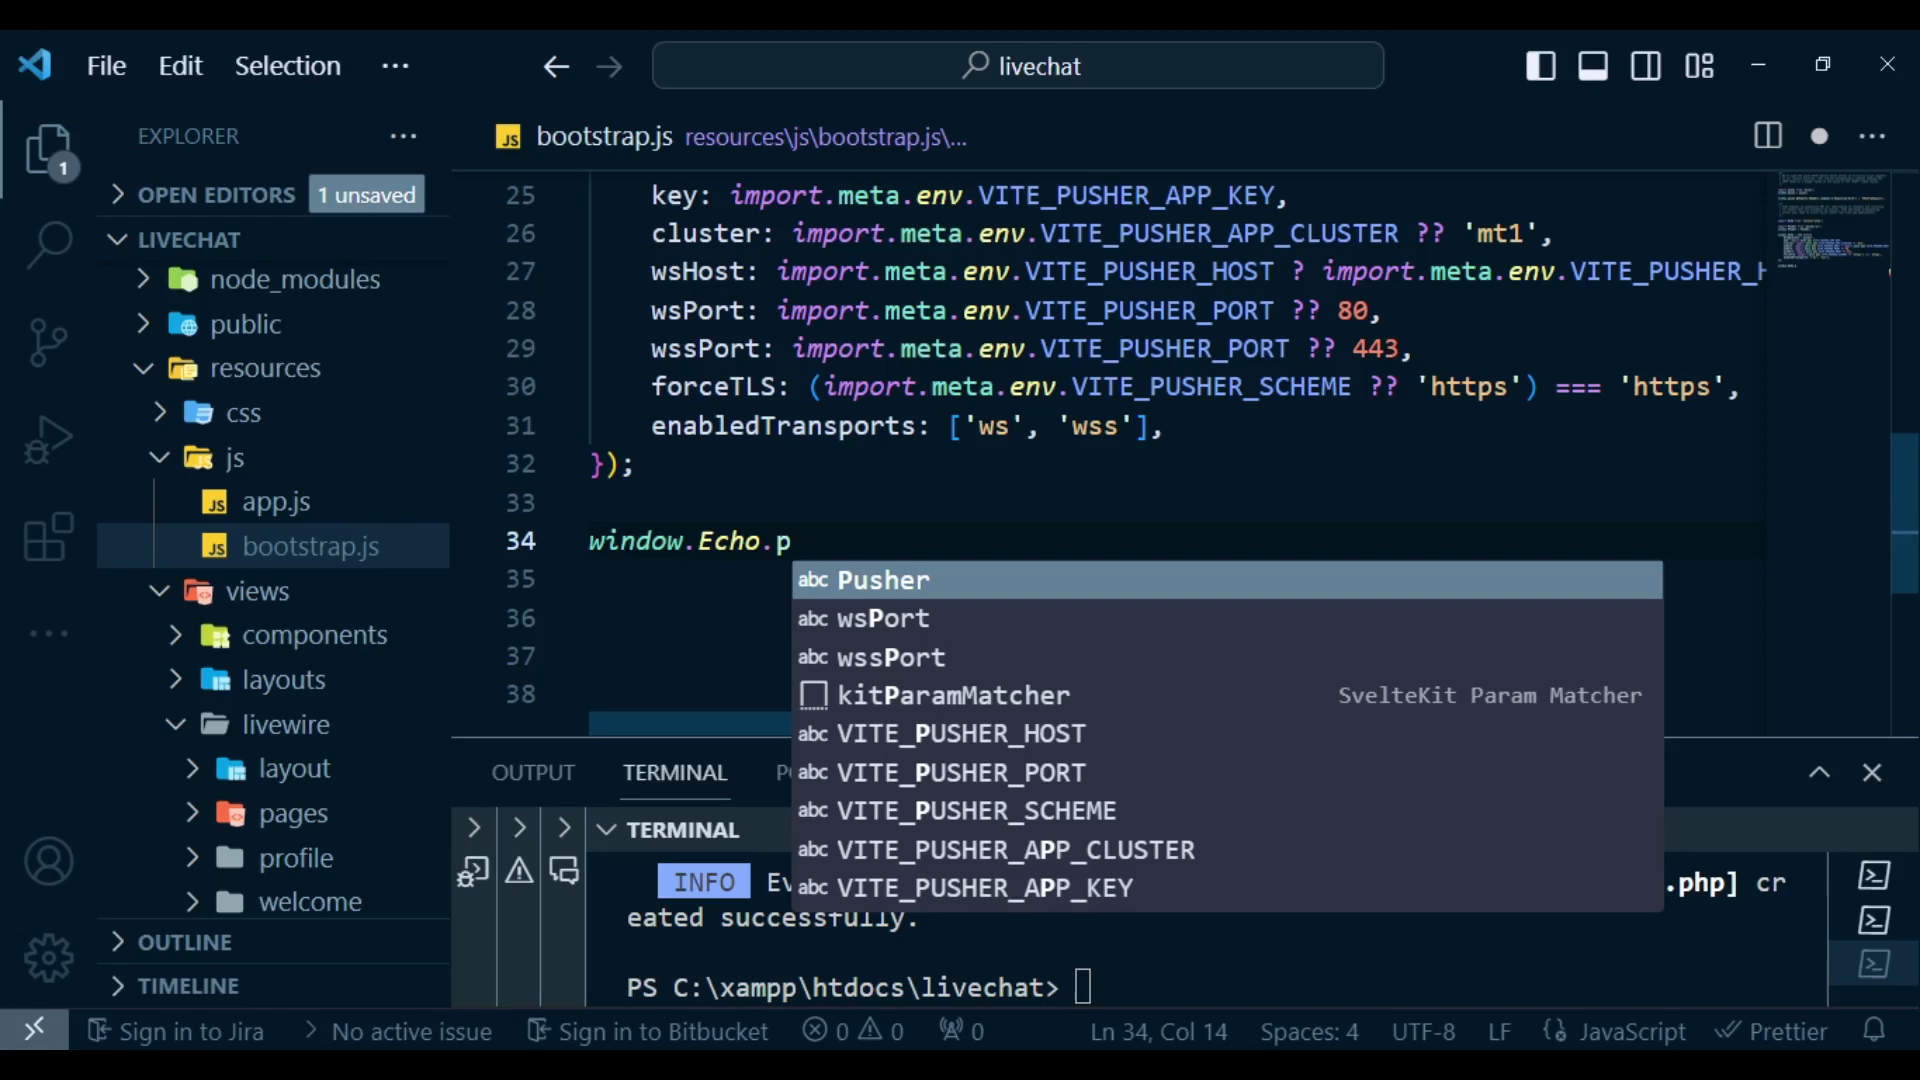 File Edit Selection ··· livechat
EXPLORER ···
JS bootstrap.js resources\js\bootstrap.js\... ···
1
OPEN EDITORS 1 unsaved
LIVECHAT
node_modules
public
resources
css
js
JS app.js
JS bootstrap.js
views
components
layouts
livewire
layout
pages
profile
welcome
OUTLINE
TIMELINE
25 key: import.meta.env.VITE_PUSHER_APP_KEY,
26 cluster: import.meta.env.VITE_PUSHER_APP_CLUSTER ?? 'mt1',
27 wsHost: import.meta.env.VITE_PUSHER_HOST ? import.meta.env.VITE_PUSHER_H
28 wsPort: import.meta.env.VITE_PUSHER_PORT ?? 80,
29 wssPort: import.meta.env.VITE_PUSHER_PORT ?? 443,
30 forceTLS: (import.meta.env.VITE_PUSHER_SCHEME ?? 'https') === 'https',
31 enabledTransports: ['ws', 'wss'],
32 });
33
34 window.Echo.p
35
36
37
38
abc Pusher
abc wsPort
abc wssPort
kitParamMatcher SvelteKit Param Matcher
abc VITE_PUSHER_HOST
abc VITE_PUSHER_PORT
abc VITE_PUSHER_SCHEME
abc VITE_PUSHER_APP_CLUSTER
abc VITE_PUSHER_APP_KEY
OUTPUT TERMINAL
TERMINAL
INFO Ev .php] cr
eated successfully.
PS C:\xampp\htdocs\livechat>
Sign in to Jira No active issue Sign in to Bitbucket 0 0 0 Ln 34, Col 14 Spaces: 4 UTF-8 LF JavaScript Prettier